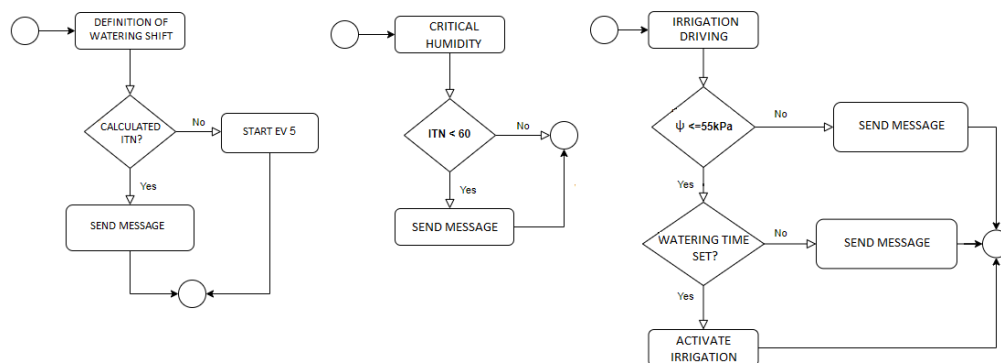 DEFINITION OF
WATERING SHIFT
CALCULATED
ITN?
No
START EV 5
Yes
SEND MESSAGE
CRITICAL
HUMIDITY
ITN < 60
No
Yes
SEND MESSAGE
IRRIGATION
DRIVING
ψ <=55kPa
No
SEND MESSAGE
Yes
WATERING TIME
SET?
No
SEND MESSAGE
Yes
ACTIVATE
IRRIGATION